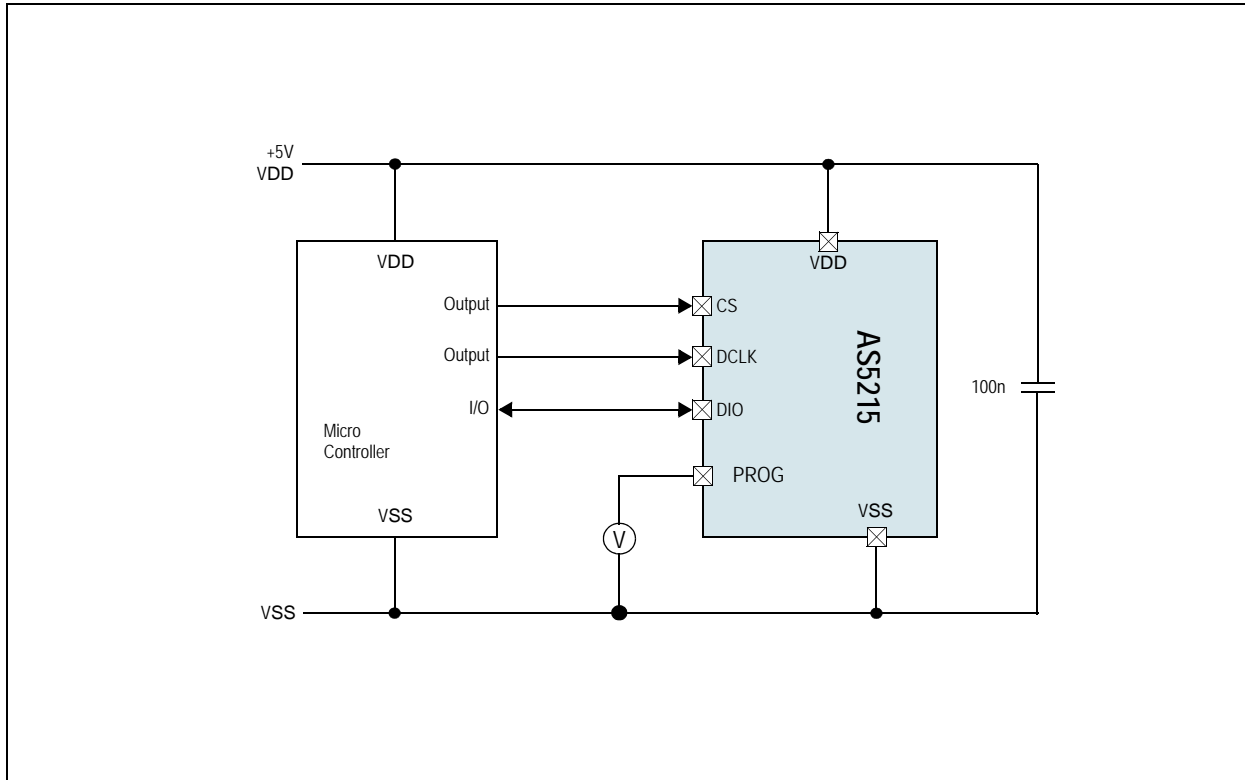 +5V
VDD
VDD
VDD
Output
CS
Output
DCLK
AS5215
100n
I/O
DIO
Micro
Controller
PROG
VSS
VSS
V
VSS